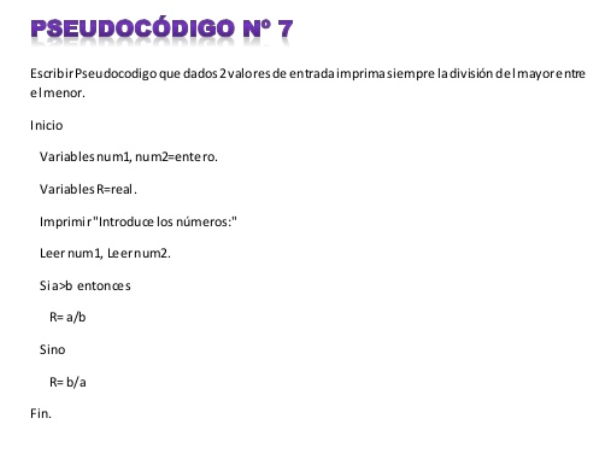 PSEUDOCÓDIGO Nº 7
Escribir Pseudocodigo que dados 2 valores de entrada imprima siempre la división del mayor entre
el menor.
Inicio
Variables num1, num2=entero.
Variables R=real.
Imprimir "Introduce los números:"
Leer num1, Leer num2.
Si a>b entonces
R= a/b
Sino
R= b/a
Fin.